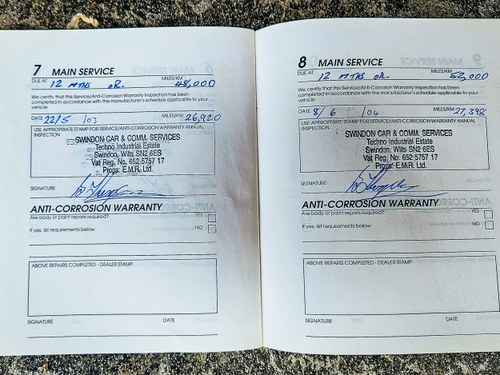 7 MAIN SERVICE
DUE AT 12 MTHS OR MILES/KM 48,000
We certify that this Service/Anti-Corrosion Warranty Inspection has been
completed in accordance with the manufacturer's schedule applicable to your
vehicle
DATE 22/5 /03 MILES/KM 26,920
USE APPROPRIATE STAMP FOR SERVICE/ANTI-CORROSION WARRANTY ANNUAL
INSPECTION
SWINDON CAR & COMM. SERVICES
Techno Industrial Estate
Swindon, Wilts SN2 6ES
Vat Reg. No. 652 5757 17
Props: E.M.R. Ltd.
SIGNATURE
ANTI-CORROSION WARRANTY
Are body or paint repairs required? YES
If yes, list requirements below NO
ABOVE REPAIRS COMPLETED - DEALER STAMP
SIGNATURE DATE
8 MAIN SERVICE
DUE AT 12 MTHS OR MILES/KM
We certify that this Service/Anti-Corrosion Warranty Inspection has been
completed in accordance with the manufacturer's schedule applicable to your
vehicle
DATE 8/6 /04 MILES/KM 27,398
USE APPROPRIATE STAMP FOR SERVICE/ANTI-CORROSION WARRANTY ANNUAL
INSPECTION
SWINDON CAR & COMM. SERVICES
Techno Industrial Estate
Swindon, Wilts SN2 6ES
Vat Reg. No. 652 5757 17
Props: E.M.R. Ltd.
SIGNATURE
ANTI-CORROSION WARRANTY
Are body or paint repairs required? YES
If yes, list requirements below NO
ABOVE REPAIRS COMPLETED - DEALER STAMP
SIGNATURE DATE